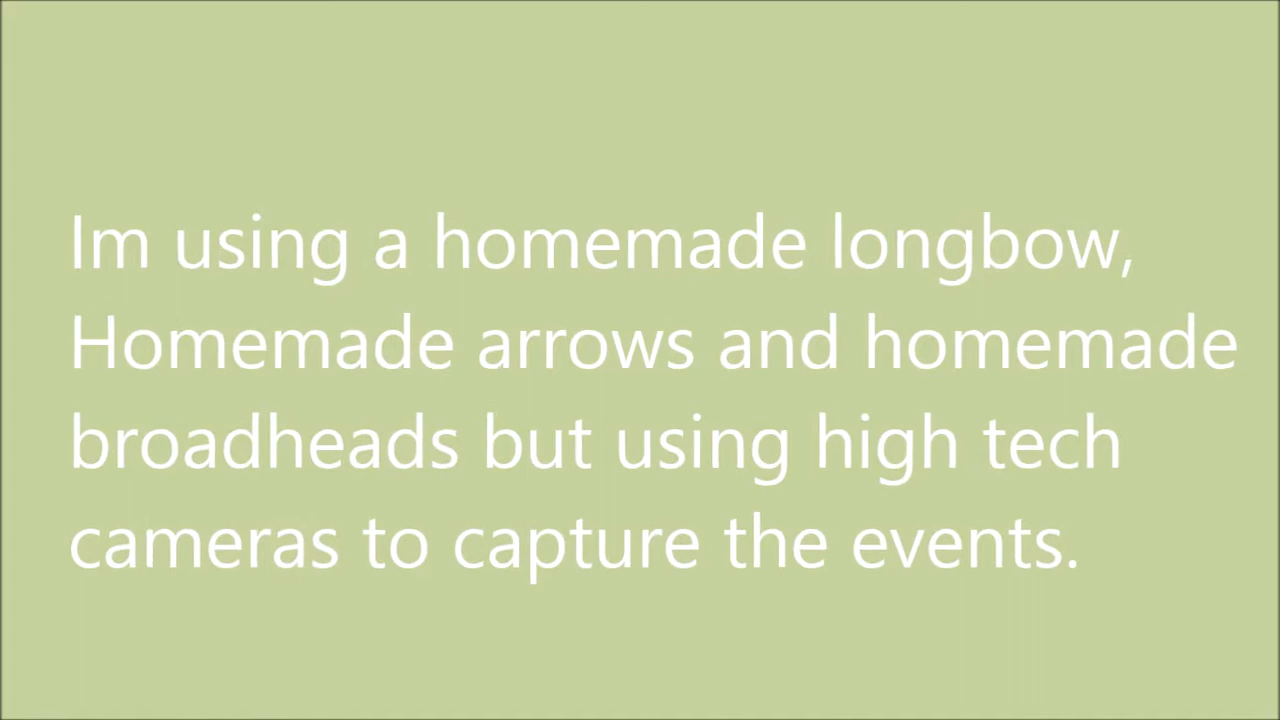 Im using a homemade longbow,
Homemade arrows and homemade
broadheads but using high tech
cameras to capture the events.